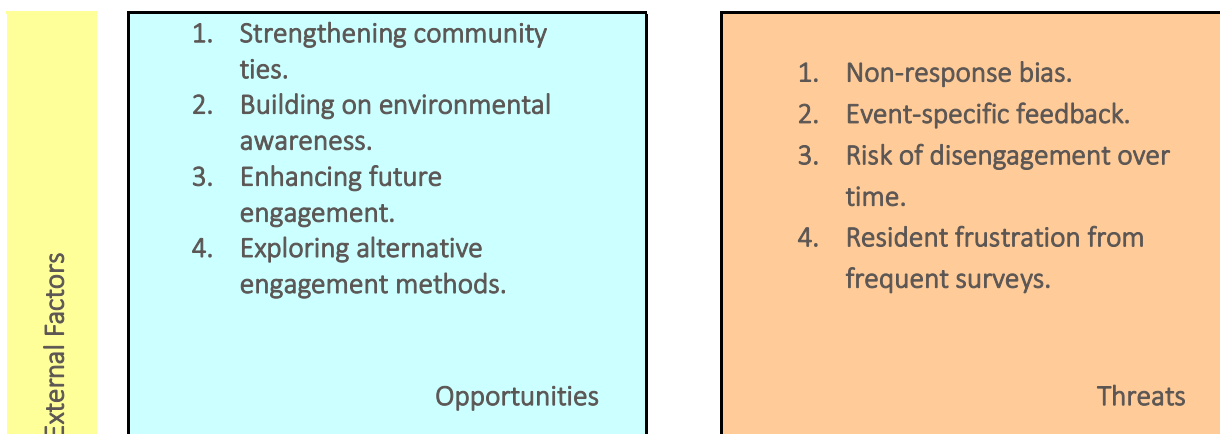 External Factors
1. Strengthening community
ties.
2. Building on environmental
awareness.
3. Enhancing future
engagement.
4. Exploring alternative
engagement methods.
Opportunities
1. Non-response bias.
2. Event-specific feedback.
3. Risk of disengagement over
time.
4. Resident frustration from
frequent surveys.
Threats